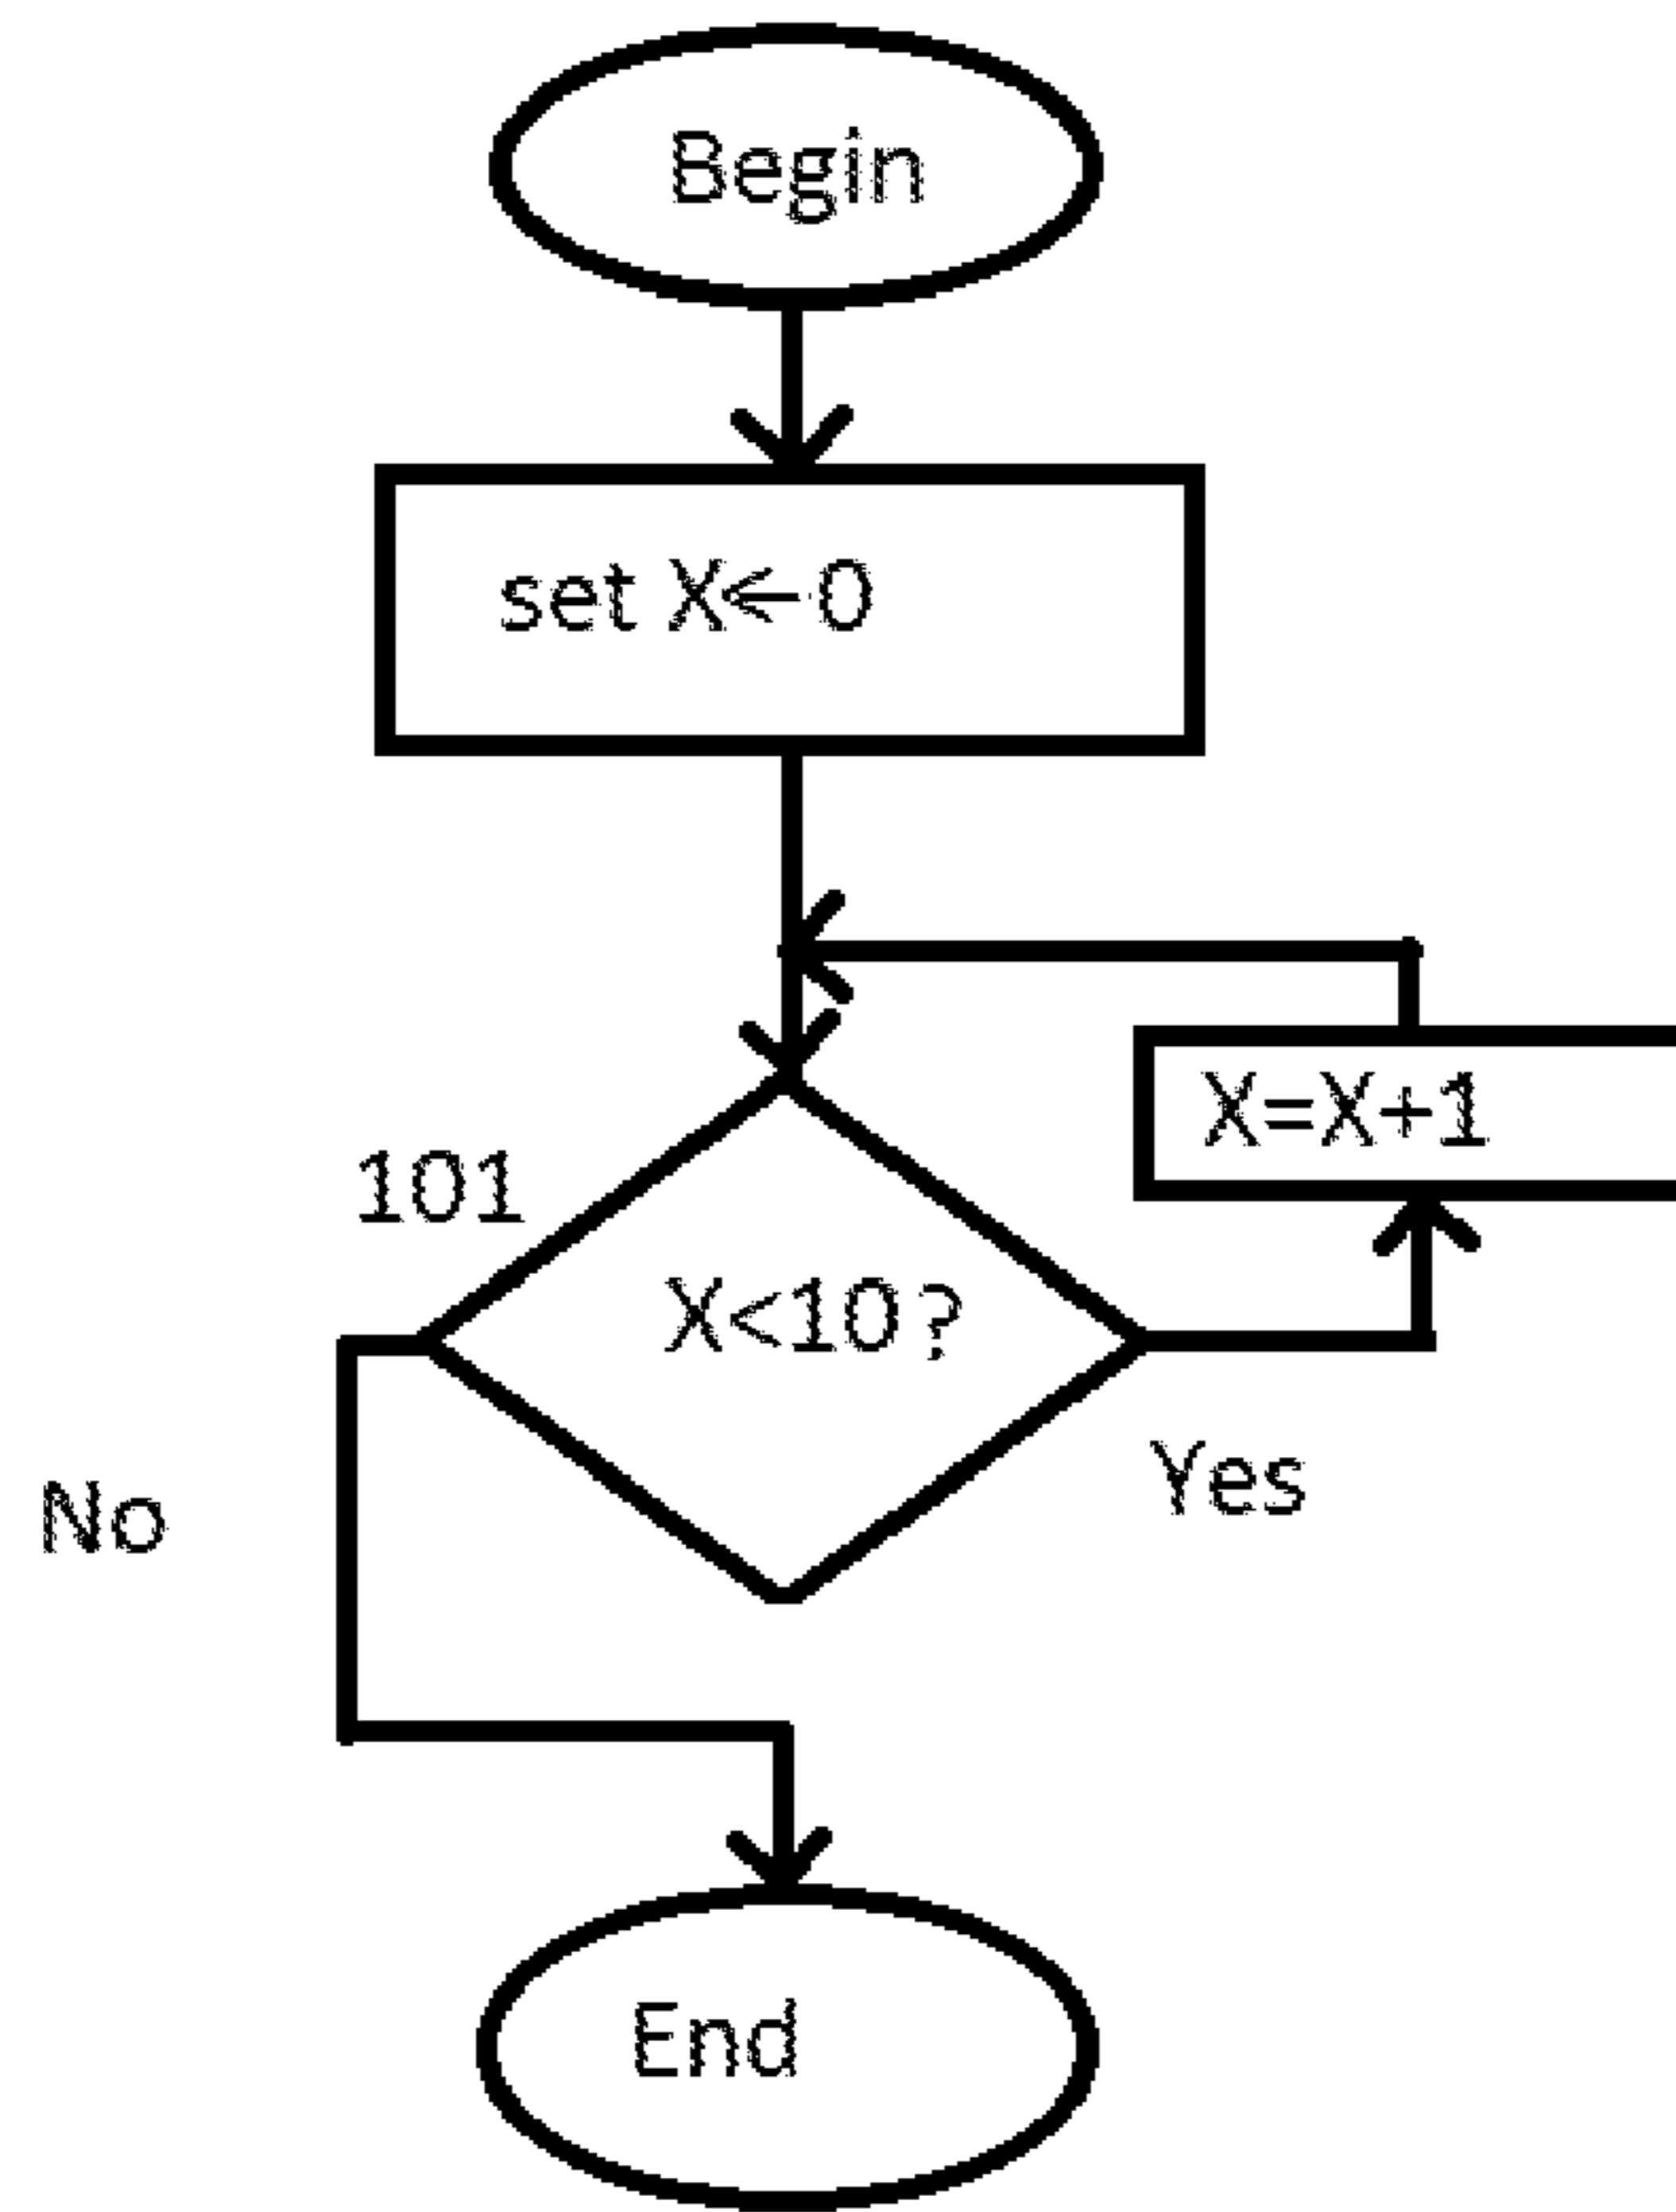 Begin
set X←0
X=X+1
101
X<10?
Yes
No
End